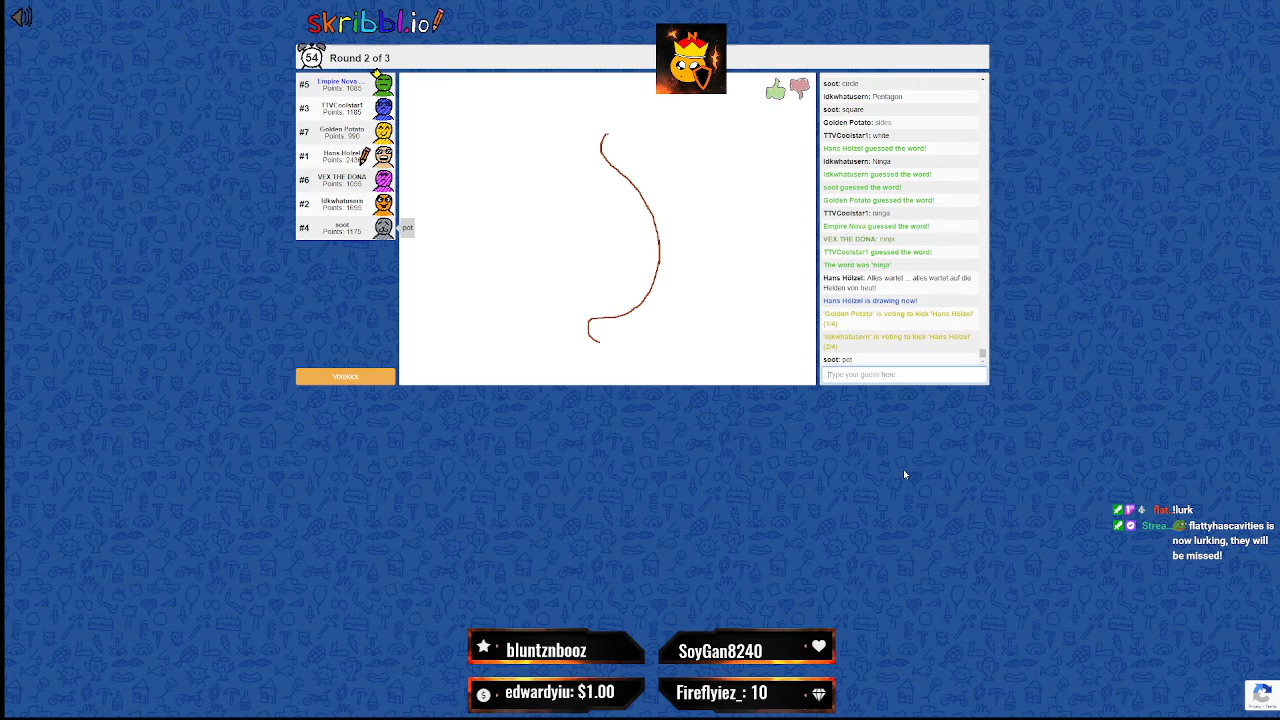 skribbl.io
54
Round 2 of 3
#5
Empire Nova ...
Points: 1085
#3
TTVCoolstar1
Points: 1185
#7
Golden Potato
Points: 990
#1
Hans Hölzel
Points:
#6
VEX THE DONA
Points: 1055
#2
Idkwhatusern
Points: 1695
#4
soot
Points: 1175
pot
Votekick
N
soot: circle
Idkwhatusern: Pentagon
soot: square
Golden Potato: sides
TTVCoolstar1: white
Hans Hölzel guessed the word!
Idkwhatusern: Ninga
Idkwhatusern guessed the word!
soot guessed the word!
Golden Potato guessed the word!
TTVCoolstar1: ninga
Empire Nova guessed the word!
VEX THE DONA: ninja
TTVCoolstar1 guessed the word!
The word was 'ninja'
Hans Hölzel: Alles wartet ... alles wartet auf die
Helden von heut!
Hans Hölzel is drawing now!
'Golden Potato' is voting to kick 'Hans Hölzel'
(1/4)
'Idkwhatusern' is voting to kick 'Hans Hölzel'
(2/4)
soot: pot
Type your guess here...
flat.. !lurk
Strea... flattyhascavities is
now lurking, they will
be missed!
bluntznbooz
SoyGan8240
edwardyiu: $1.00
Fireflyiez_: 10
Privacy - Terms